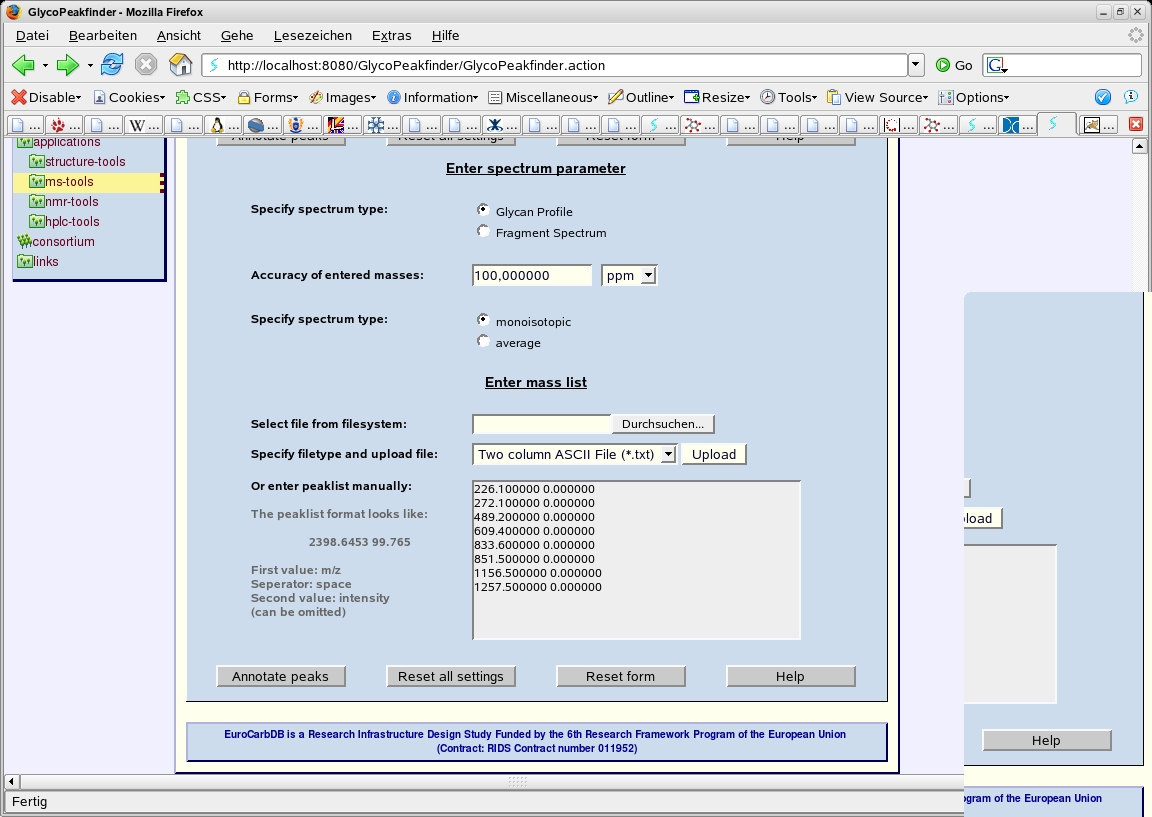 GlycoPeakfinder - Mozilla Firefox
Datei Bearbeiten Ansicht Gehe Lesezeichen Extras Hilfe
http://localhost:8080/GlycoPeakfinder/GlycoPeakfinder.action Go
Disable Cookies CSS Forms Images Information Miscellaneous Outline Resize Tools View Source Options
applications
structure-tools
ms-tools
nmr-tools
hplc-tools
consortium
links
Annotate peaks Reset all settings Reset form Help
Enter spectrum parameter
Specify spectrum type: Glycan Profile
Fragment Spectrum
Accuracy of entered masses: 100,000000 ppm
Specify spectrum type: monoisotopic
average
Enter mass list
Select file from filesystem: Durchsuchen...
Specify filetype and upload file: Two column ASCII File (*.txt) Upload
Or enter peaklist manually:
The peaklist format looks like:
2398.6453 99.765
First value: m/z
Seperator: space
Second value: intensity
(can be omitted)
226.100000 0.000000
272.100000 0.000000
489.200000 0.000000
609.400000 0.000000
833.600000 0.000000
851.500000 0.000000
1156.500000 0.000000
1257.500000 0.000000
Annotate peaks Reset all settings Reset form Help
EuroCarbDB is a Research Infrastructure Design Study Funded by the 6th Research Framework Program of the European Union
(Contract: RIDS Contract number 011952)
Fertig
load
Help
gram of the European Union